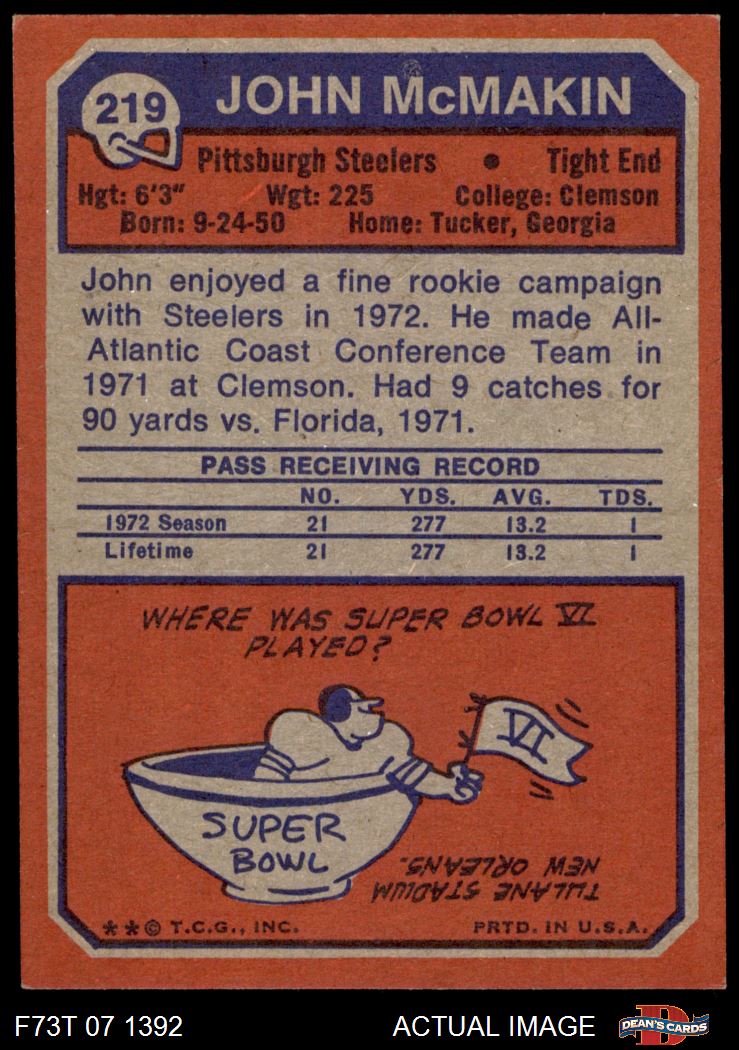 219
JOHN McMAKIN
Pittsburgh Steelers • Tight End
Hgt: 6'3" Wgt: 225 College: Clemson
Born: 9-24-50 Home: Tucker, Georgia
John enjoyed a fine rookie campaign
with Steelers in 1972. He made All-
Atlantic Coast Conference Team in
1971 at Clemson. Had 9 catches for
90 yards vs. Florida, 1971.
PASS RECEIVING RECORD
NO. YDS. AVG. TDS.
1972 Season 21 277 13.2 1
Lifetime 21 277 13.2 1
WHERE WAS SUPER BOWL VI
PLAYED?
VI
SUPER
BOWL
TULANE STADIUM
NEW ORLEANS.
**© T.C.G., INC. PRTD. IN U.S.A.
F73T 07 1392 ACTUAL IMAGE
D
DEAN'S CARDS